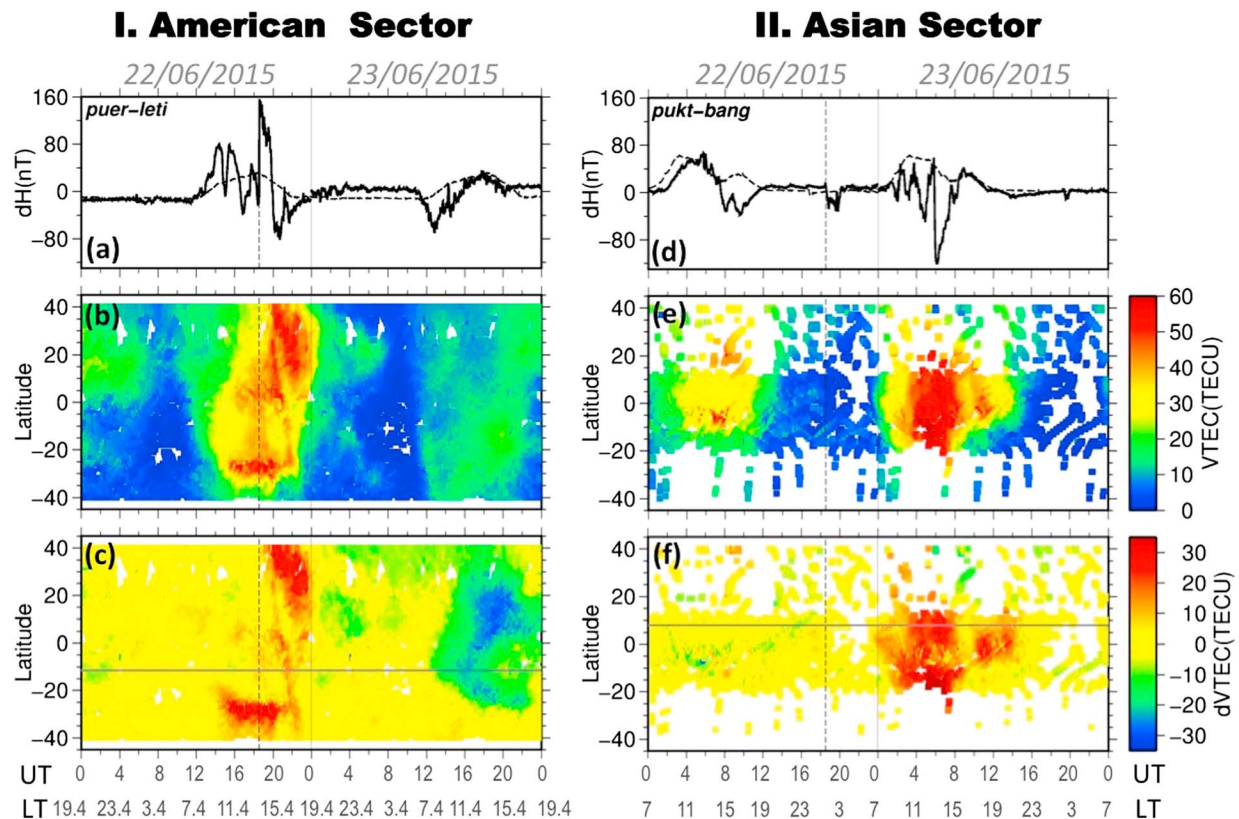 I. American Sector
II. Asian Sector
22/06/2015 23/06/2015
22/06/2015 23/06/2015
puer-leti
160
80
0
−80
dH(nT)
(a)
pukt-bang
160
80
0
−80
dH(nT)
(d)
(b)
40
20
0
−20
−40
Latitude
(e)
40
20
0
−20
−40
Latitude
60
50
40
30
20
10
0
VTEC(TECU)
(c)
40
20
0
−20
−40
Latitude
(f)
40
20
0
−20
−40
Latitude
30
20
10
0
−10
−20
−30
dVTEC(TECU)
UT 0 4 8 12 16 20 0 4 8 12 16 20 0
0 4 8 12 16 20 0 4 8 12 16 20 0 UT
LT 19.4 23.4 3.4 7.4 11.4 15.4 19.4 23.4 3.4 7.4 11.4 15.4 19.4
7 11 15 19 23 3 7 11 15 19 23 3 7 LT